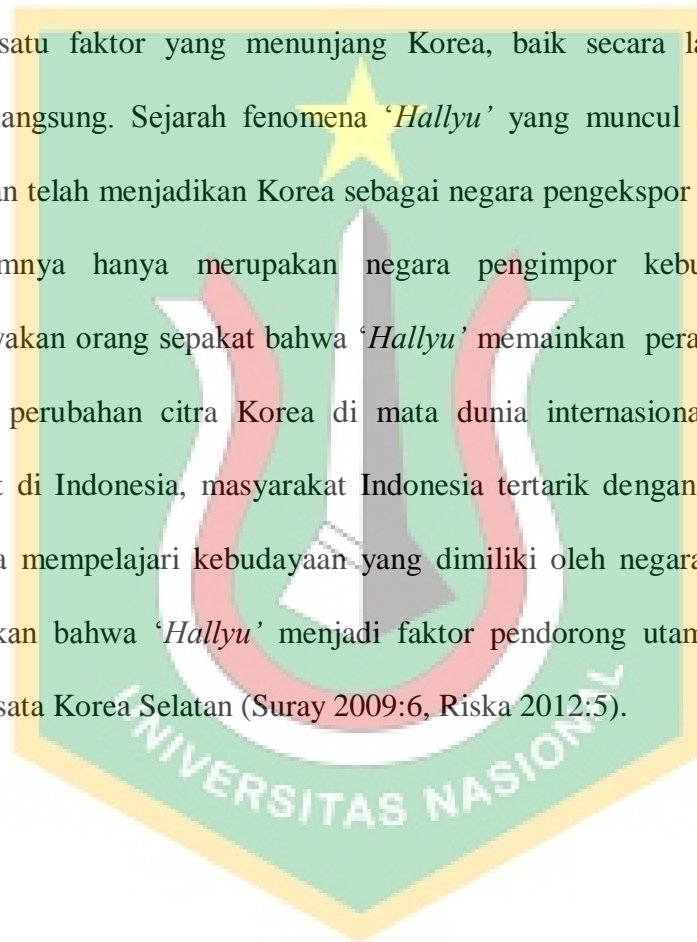 satu faktor yang menunjang Korea, baik secara la
angsung. Sejarah fenomena ‘Hallyu’ yang muncul
n telah menjadikan Korea sebagai negara pengekspor
mnya hanya merupakan negara pengimpor kebu
yakan orang sepakat bahwa ‘Hallyu’ memainkan pera
perubahan citra Korea di mata dunia internasiona
t di Indonesia, masyarakat Indonesia tertarik dengan
a mempelajari kebudayaan yang dimiliki oleh negara
kan bahwa ‘Hallyu’ menjadi faktor pendorong utam
sata Korea Selatan (Suray 2009:6, Riska 2012:5).
UNIVERSITAS NASIONAL